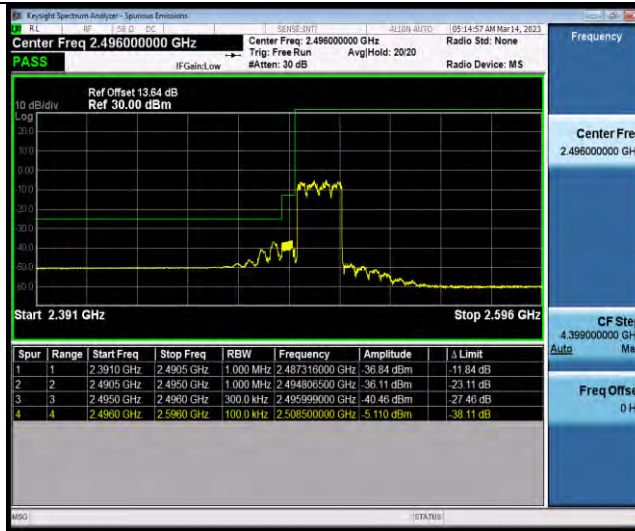 Keysight Spectrum Analyzer - Spurious Emissions
RL RF 50 Ω DC SENSE:INT ALIGN AUTO 05:14:57 AM Mar 14, 2023
Center Freq 2.496000000 GHz
Center Freq: 2.496000000 GHz
Radio Std: None
Frequency
Trig: Free Run Avg|Hold: 20/20
PASS
IFGain:Low
#Atten: 30 dB
Radio Device: MS
Ref Offset 13.64 dB
10 dB/div Ref 30.00 dBm
Log
20.0
10.0
0.00
-10.0
-20.0
-30.0
-40.0
-50.0
-60.0
Start 2.391 GHz Stop 2.596 GHz
Center Fre
2.496000000 GH
CF Ste
4.399000000 GH
Auto Ma
Freq Offse
0 H
Spur Range Start Freq Stop Freq RBW Frequency Amplitude Δ Limit
1 1 2.3910 GHz 2.4905 GHz 1.000 MHz 2.487316000 GHz -36.84 dBm -11.84 dB
2 2 2.4905 GHz 2.4950 GHz 1.000 MHz 2.494806500 GHz -36.11 dBm -23.11 dB
3 3 2.4950 GHz 2.4960 GHz 300.0 kHz 2.495999000 GHz -40.46 dBm -27.46 dB
4 4 2.4960 GHz 2.5960 GHz 100.0 kHz 2.508500000 GHz -5.110 dBm -38.11 dB
MSG STATUS